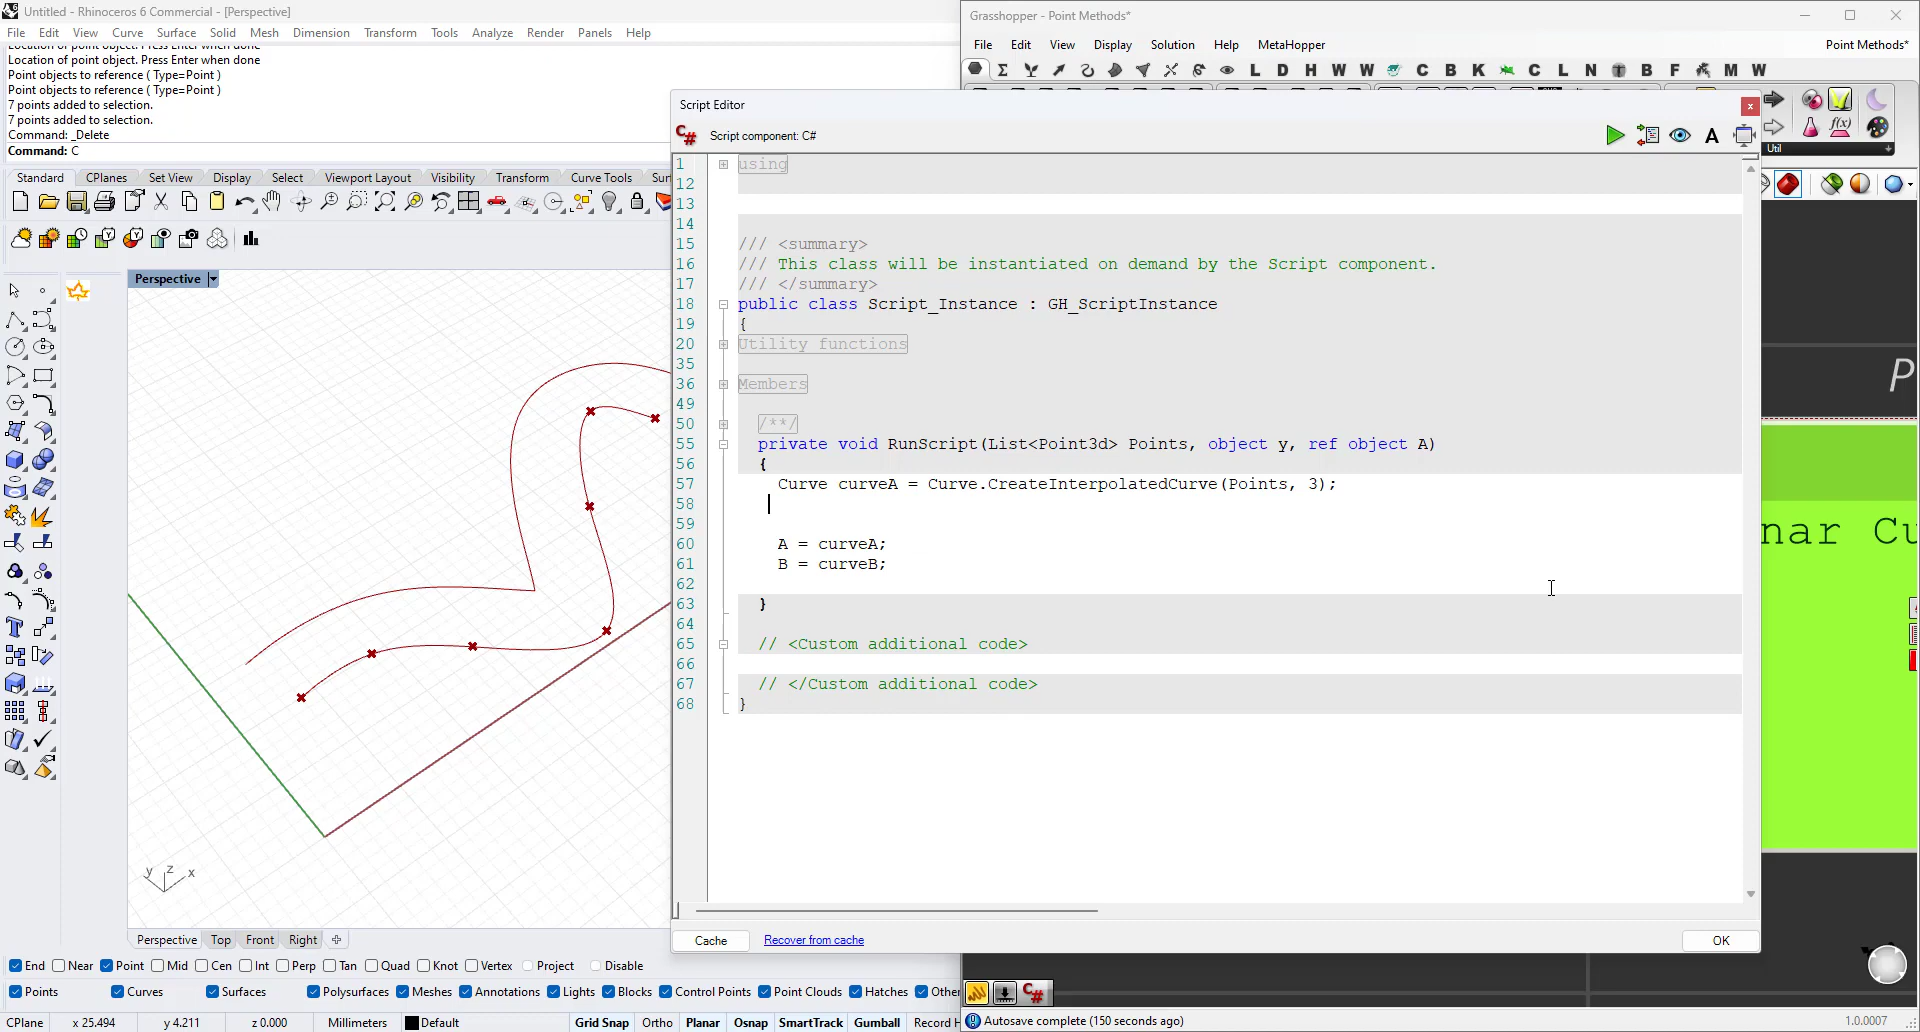 Untitled - Rhinoceros 6 Commercial - [Perspective]
File Edit View Curve Surface Solid Mesh Dimension Transform Tools Analyze Render Panels Help
Location of point object. Press Enter when done
Location of point object. Press Enter when done
Point objects to reference ( Type=Point )
Point objects to reference ( Type=Point )
7 points added to selection.
7 points added to selection.
Command: _Delete
Command: C
Standard CPlanes Set View Display Select Viewport Layout Visibility Transform Curve Tools Sur
Perspective
y z x
Perspective Top Front Right
End Near Point Mid Cen Int Perp Tan Quad Knot Vertex Project Disable
Points Curves Surfaces Polysurfaces Meshes Annotations Lights Blocks Control Points Point Clouds Hatches Other
CPlane x 25.494 y 4.211 z 0.000 Millimeters Default Grid Snap Ortho Planar Osnap SmartTrack Gumball Record H
Grasshopper - Point Methods*
File Edit View Display Solution Help MetaHopper Point Methods*
L D H W W C B K C L N B F M W
Util
Script Editor
x
C# Script component: C#
A
1 using
12
13
14
15 /// <summary>
16 /// This class will be instantiated on demand by the Script component.
17 /// </summary>
18 public class Script_Instance : GH_ScriptInstance
19 {
20 Utility functions
35
36 Members
49
50 /**/
55 private void RunScript(List<Point3d> Points, object y, ref object A)
56 {
57 Curve curveA = Curve.CreateInterpolatedCurve(Points, 3);
58
59
60 A = curveA;
61 B = curveB;
62
63 }
64
65 // <Custom additional code>
66
67 // </Custom additional code>
68 }
Cache Recover from cache OK
P
nar Cu
C#
Autosave complete (150 seconds ago) 1.0.0007